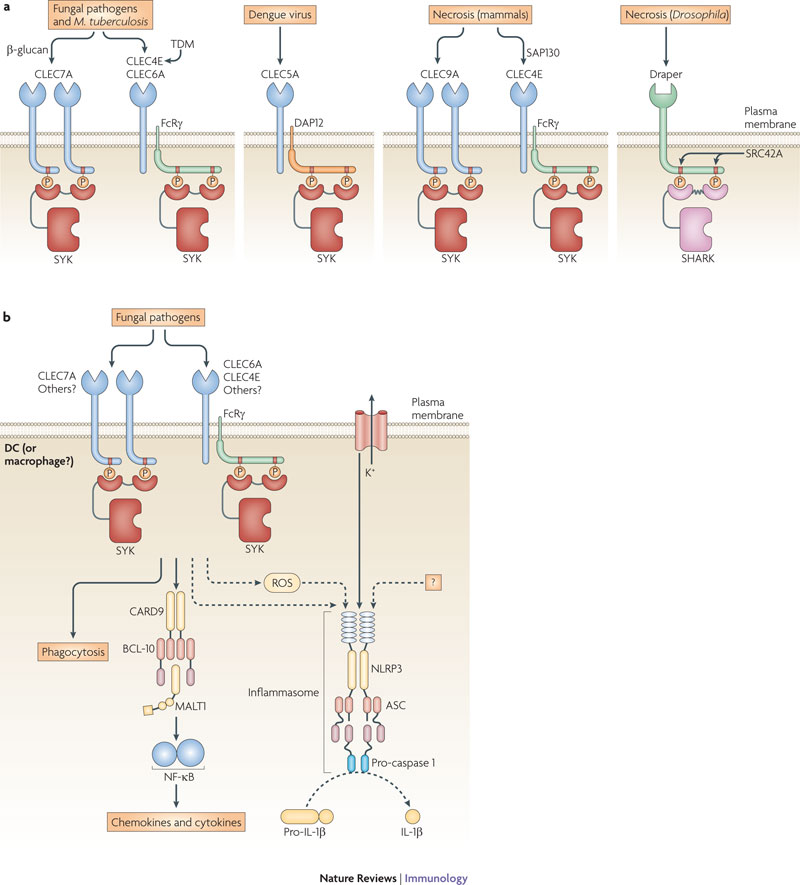 a
Fungal pathogens
and M. tuberculosis
β-glucan
CLEC7A
TDM
CLEC4E
CLEC6A
FcRγ
P
P
P
P
SYK
SYK
Dengue virus
CLEC5A
DAP12
P
P
SYK
Necrosis (mammals)
SAP130
CLEC9A
CLEC4E
FcRγ
P
P
P
P
SYK
SYK
Necrosis (Drosophila)
Draper
Plasma
membrane
SRC42A
P
P
SHARK
b
Fungal pathogens
CLEC7A
Others?
CLEC6A
CLEC4E
Others?
FcRγ
Plasma
membrane
DC (or
macrophage?)
K+
P
P
P
P
SYK
SYK
ROS
?
CARD9
Phagocytosis
BCL-10
NLRP3
Inflammasome
MALT1
ASC
NF-κB
Pro-caspase 1
Chemokines and cytokines
Pro-IL-1β
IL-1β
Nature Reviews | Immunology